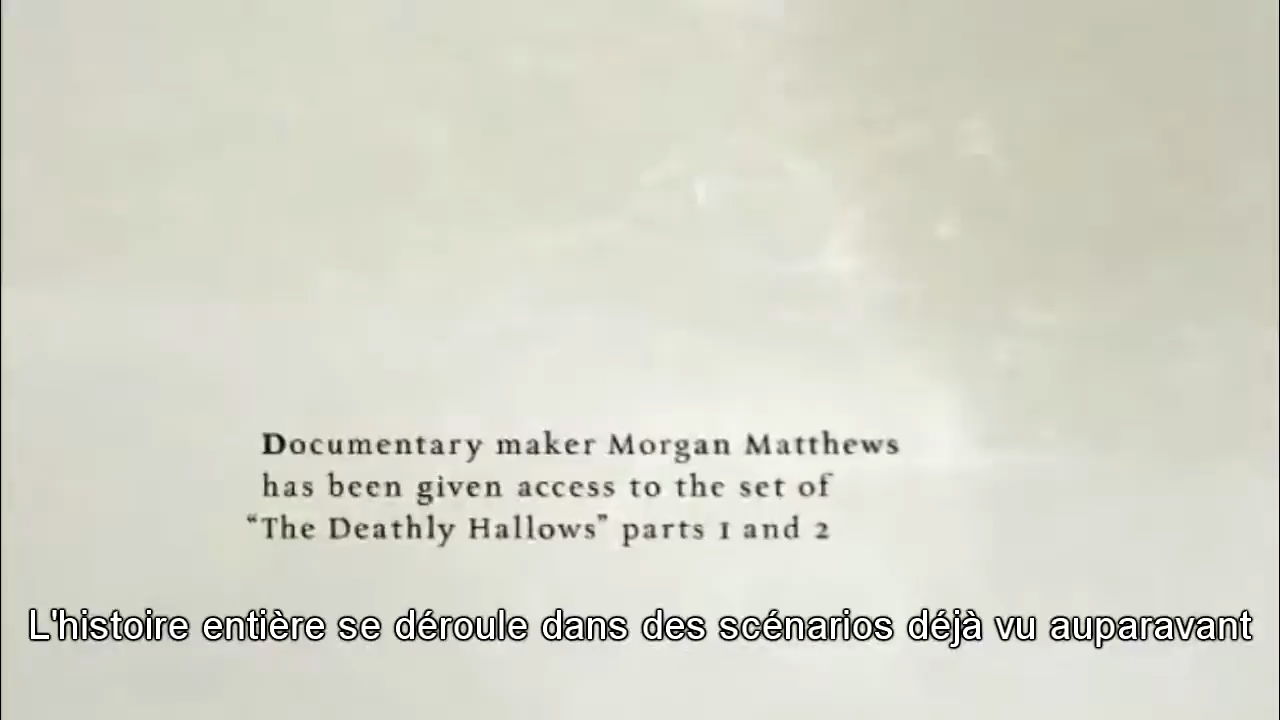 Documentary maker Morgan Matthews
has been given access to the set of
“The Deathly Hallows” parts 1 and 2
L'histoire entière se déroule dans des scénarios déjà vu auparavant